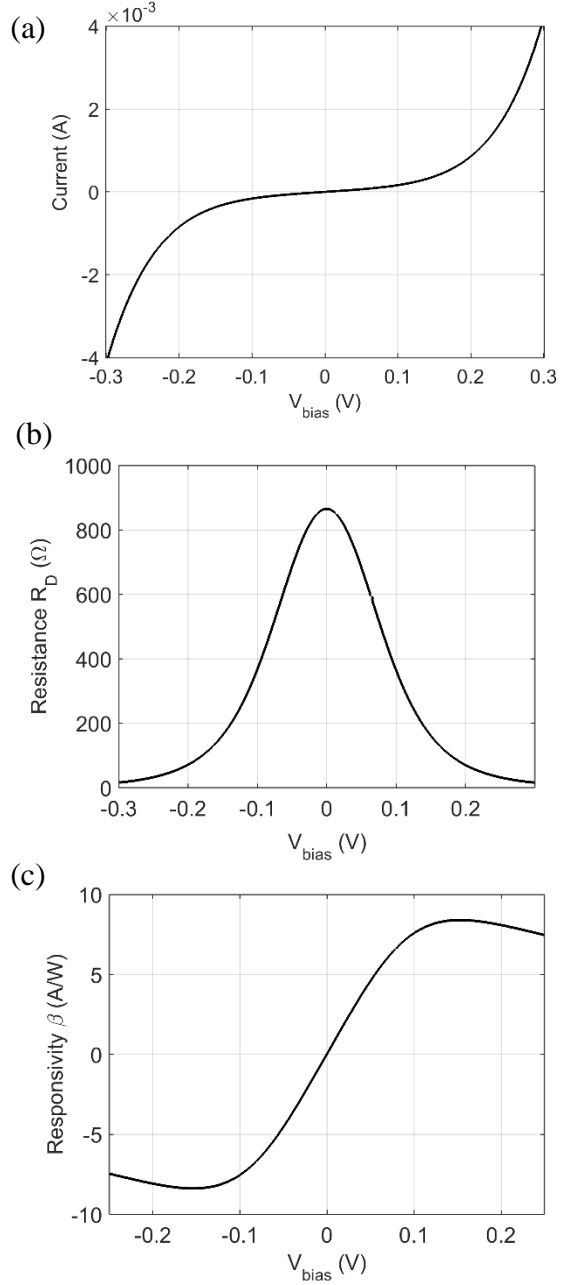 (a)
×10⁻³
4
2
0
-2
-4
Current (A)
-0.3 -0.2 -0.1 0 0.1 0.2 0.3
V_bias (V)
(b)
1000
800
600
400
200
0
Resistance R_D (Ω)
-0.3 -0.2 -0.1 0 0.1 0.2
V_bias (V)
(c)
10
5
0
-5
-10
Responsivity β (A/W)
-0.2 -0.1 0 0.1 0.2
V_bias (V)